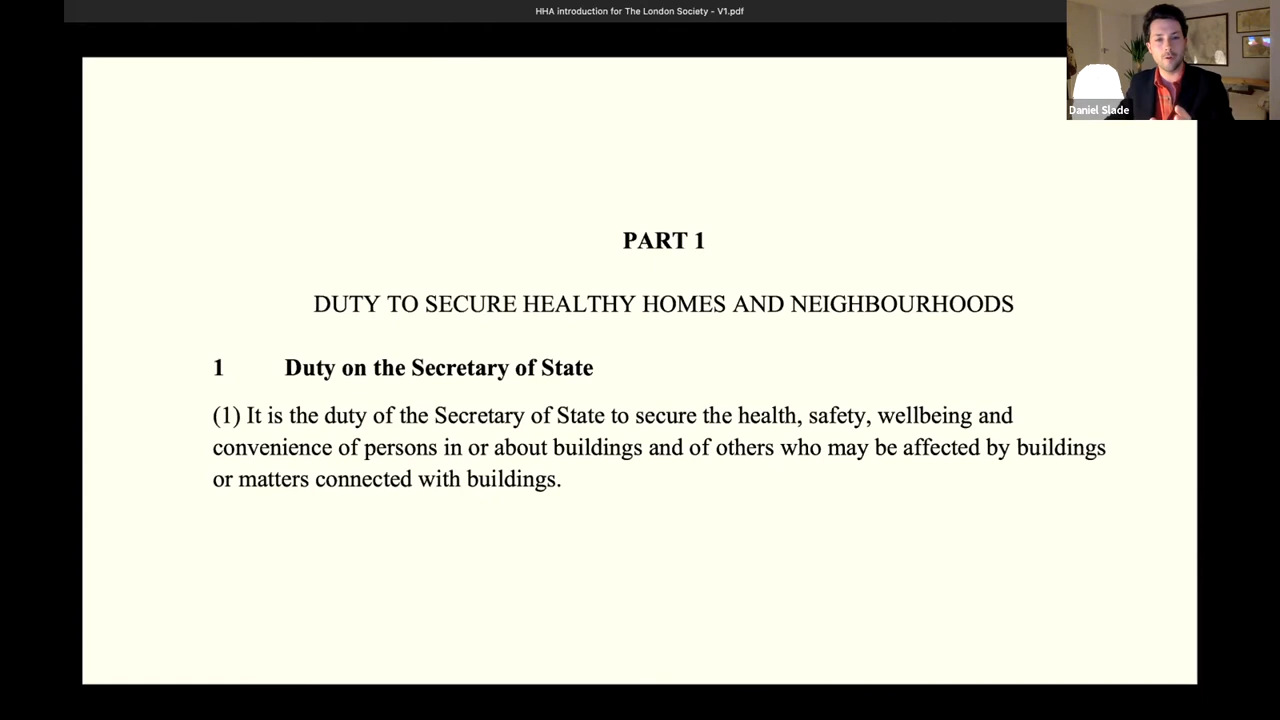 HHA introduction for The London Society - V1.pdf
Daniel Slade
PART 1
DUTY TO SECURE HEALTHY HOMES AND NEIGHBOURHOODS
1 Duty on the Secretary of State
(1) It is the duty of the Secretary of State to secure the health, safety, wellbeing and
convenience of persons in or about buildings and of others who may be affected by buildings
or matters connected with buildings.